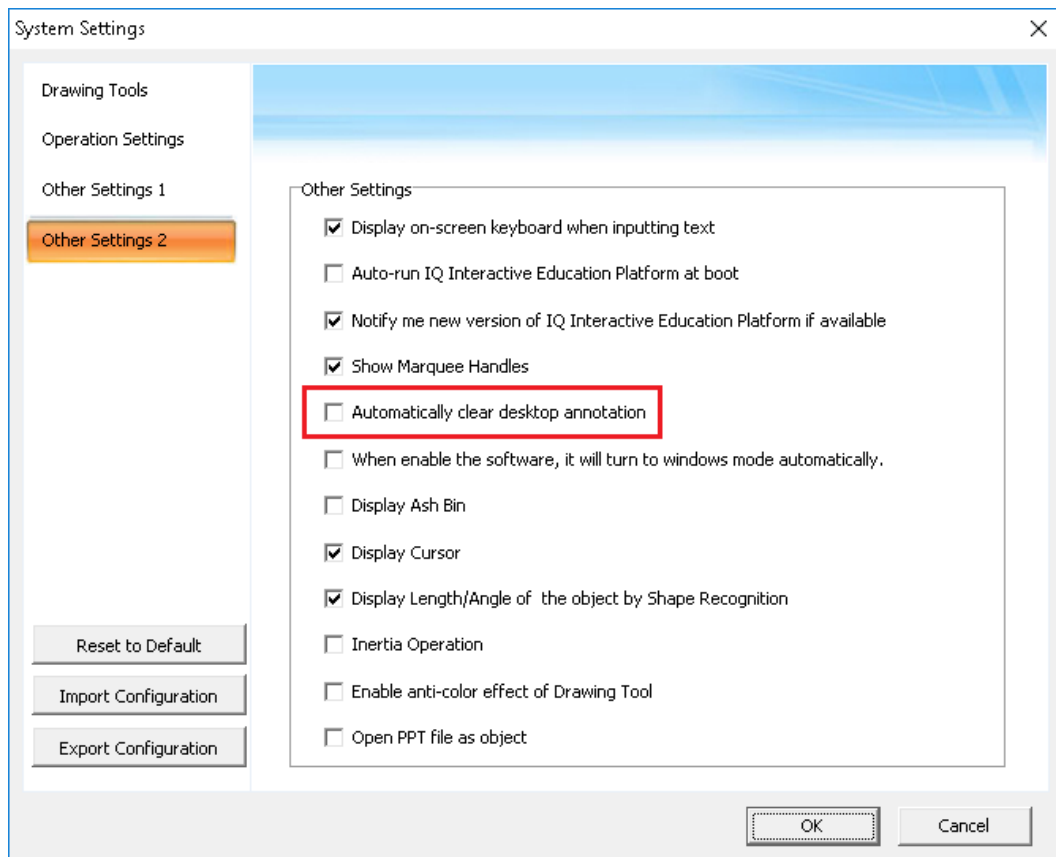 System Settings
Drawing Tools
Operation Settings
Other Settings 1
Other Settings 2
Other Settings
Display on-screen keyboard when inputting text
Auto-run IQ Interactive Education Platform at boot
Notify me new version of IQ Interactive Education Platform if available
Show Marquee Handles
Automatically clear desktop annotation
When enable the software, it will turn to windows mode automatically.
Display Ash Bin
Display Cursor
Display Length/Angle of the object by Shape Recognition
Inertia Operation
Enable anti-color effect of Drawing Tool
Open PPT file as object
Reset to Default
Import Configuration
Export Configuration
OK
Cancel